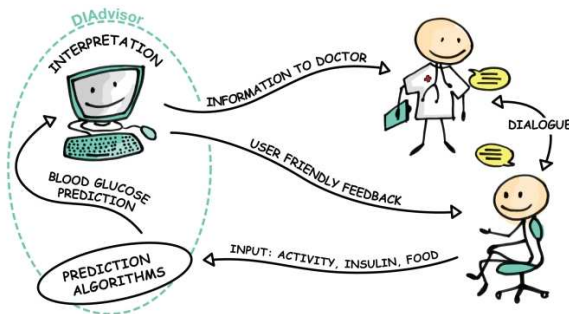 DIAdvisor
INTERPRETATION
INFORMATION TO DOCTOR
DIALOGUE
USER FRIENDLY FEEDBACK
BLOOD GLUCOSE
PREDICTION
INPUT: ACTIVITY, INSULIN, FOOD
PREDICTION
ALGORITHMS